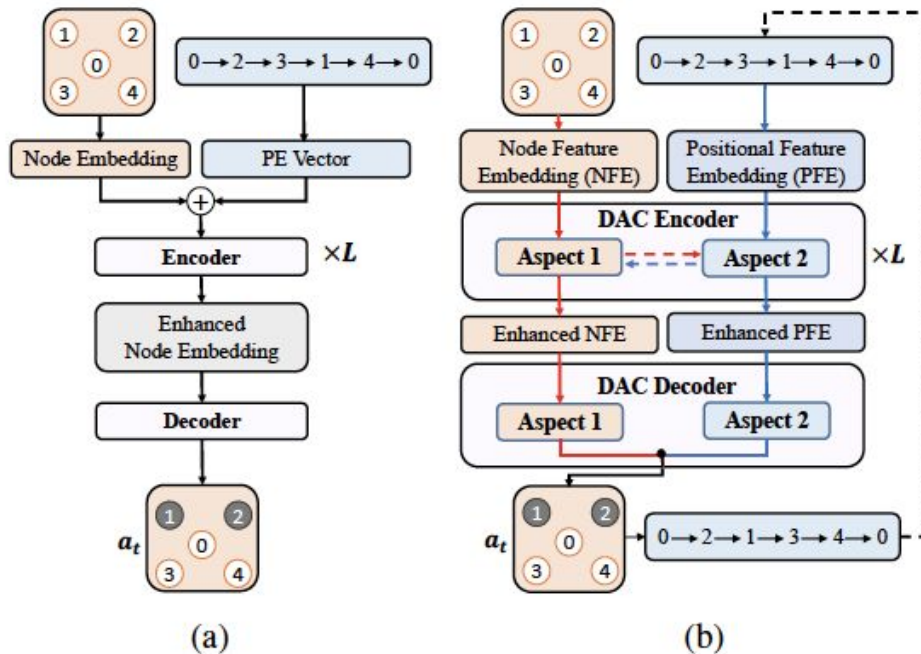 1 2
0
3 4
0→2→3→1→4→0
Node Embedding
PE Vector
+
Encoder
×L
Enhanced
Node Embedding
Decoder
a_t
1 2
0
3 4
(a)
1 2
0
3 4
0→2→3→1→4→0
Node Feature
Embedding (NFE)
Positional Feature
Embedding (PFE)
DAC Encoder
Aspect 1
Aspect 2
×L
Enhanced NFE
Enhanced PFE
DAC Decoder
Aspect 1
Aspect 2
a_t
1 2
0
3 4
0→2→1→3→4→0
(b)